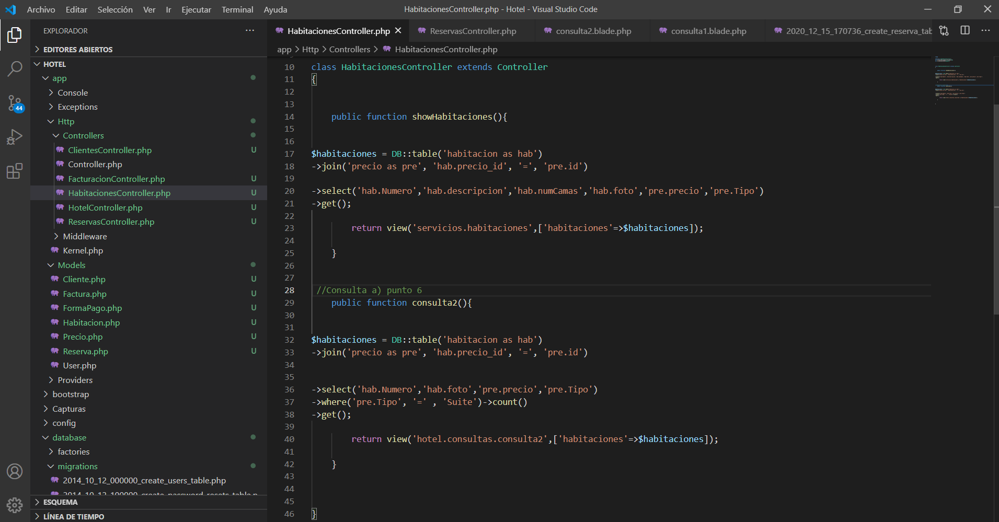 Archivo Editar Selección Ver Ir Ejecutar Terminal Ayuda
HabitacionesController.php - Hotel - Visual Studio Code
EXPLORADOR
EDITORES ABIERTOS
HOTEL
app
Console
Exceptions
Http
Controllers
ClientesController.php U
Controller.php
FacturacionController.php U
HabitacionesController.php U
HotelController.php U
ReservasController.php U
Middleware
Kernel.php
Models
Cliente.php U
Factura.php U
FormaPago.php U
Habitacion.php U
Precio.php U
Reserva.php U
User.php
Providers
bootstrap
Capturas
config
database
factories
migrations
2014_10_12_000000_create_users_table.php
2014_10_12_100000_create_password_resets_table.p
ESQUEMA
LÍNEA DE TIEMPO
44
HabitacionesController.php ReservasController.php consulta2.blade.php consulta1.blade.php 2020_12_15_170736_create_reserva_tab
app > Http > Controllers > HabitacionesController.php
10 class HabitacionesController extends Controller
11 {
12
13
14 public function showHabitaciones(){
15
16
17 $habitaciones = DB::table('habitacion as hab')
18 ->join('precio as pre', 'hab.precio_id', '=', 'pre.id')
19
20 ->select('hab.Numero','hab.descripcion','hab.numCamas','hab.foto','pre.precio','pre.Tipo')
21 ->get();
22
23 return view('servicios.habitaciones',['habitaciones'=>$habitaciones]);
24
25 }
26
27
28 //Consulta a) punto 6
29 public function consulta2(){
30
31
32 $habitaciones = DB::table('habitacion as hab')
33 ->join('precio as pre', 'hab.precio_id', '=', 'pre.id')
34
35
36 ->select('hab.Numero','hab.foto','pre.precio','pre.Tipo')
37 ->where('pre.Tipo', '=' , 'Suite')->count()
38 ->get();
39
40 return view('hotel.consultas.consulta2',['habitaciones'=>$habitaciones]);
41
42 }
43
44
45
46 }